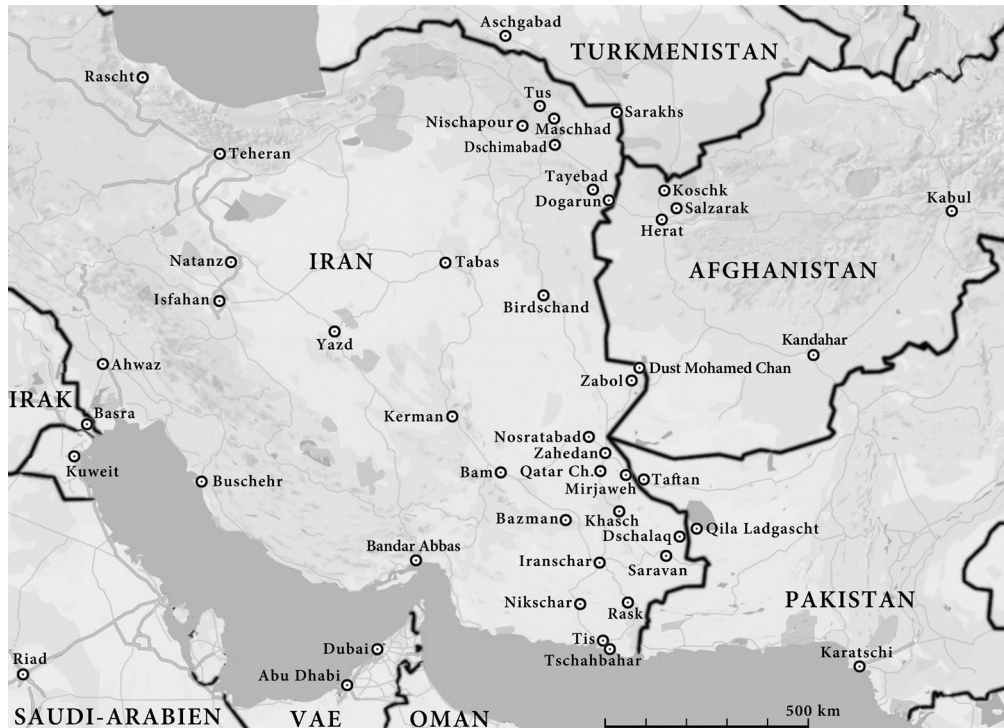 Aschgabad
TURKMENISTAN
Rascht
Tus
Sarakhs
Nischapour
Maschhad
Dschimabad
Teheran
Tayebad
Koschk
Dogarun
Salzarak
Kabul
Herat
Natanz
IRAN
Tabas
AFGHANISTAN
Isfahan
Birdschand
Yazd
Kandahar
Ahwaz
Dust Mohamed Chan
Zabol
IRAK
Basra
Kerman
Nosratabad
Zahedan
Kuweit
Buschehr
Bam
Qatar Ch.
Taftan
Mirjaweh
Bazman
Khasch
Qila Ladgascht
Dschalaq
Bandar Abbas
Iranschar
Saravan
Nikschar
Rask
PAKISTAN
Tis
Dubai
Tschahbahar
Karatschi
Riad
Abu Dhabi
SAUDI-ARABIEN
VAE
OMAN
500 km